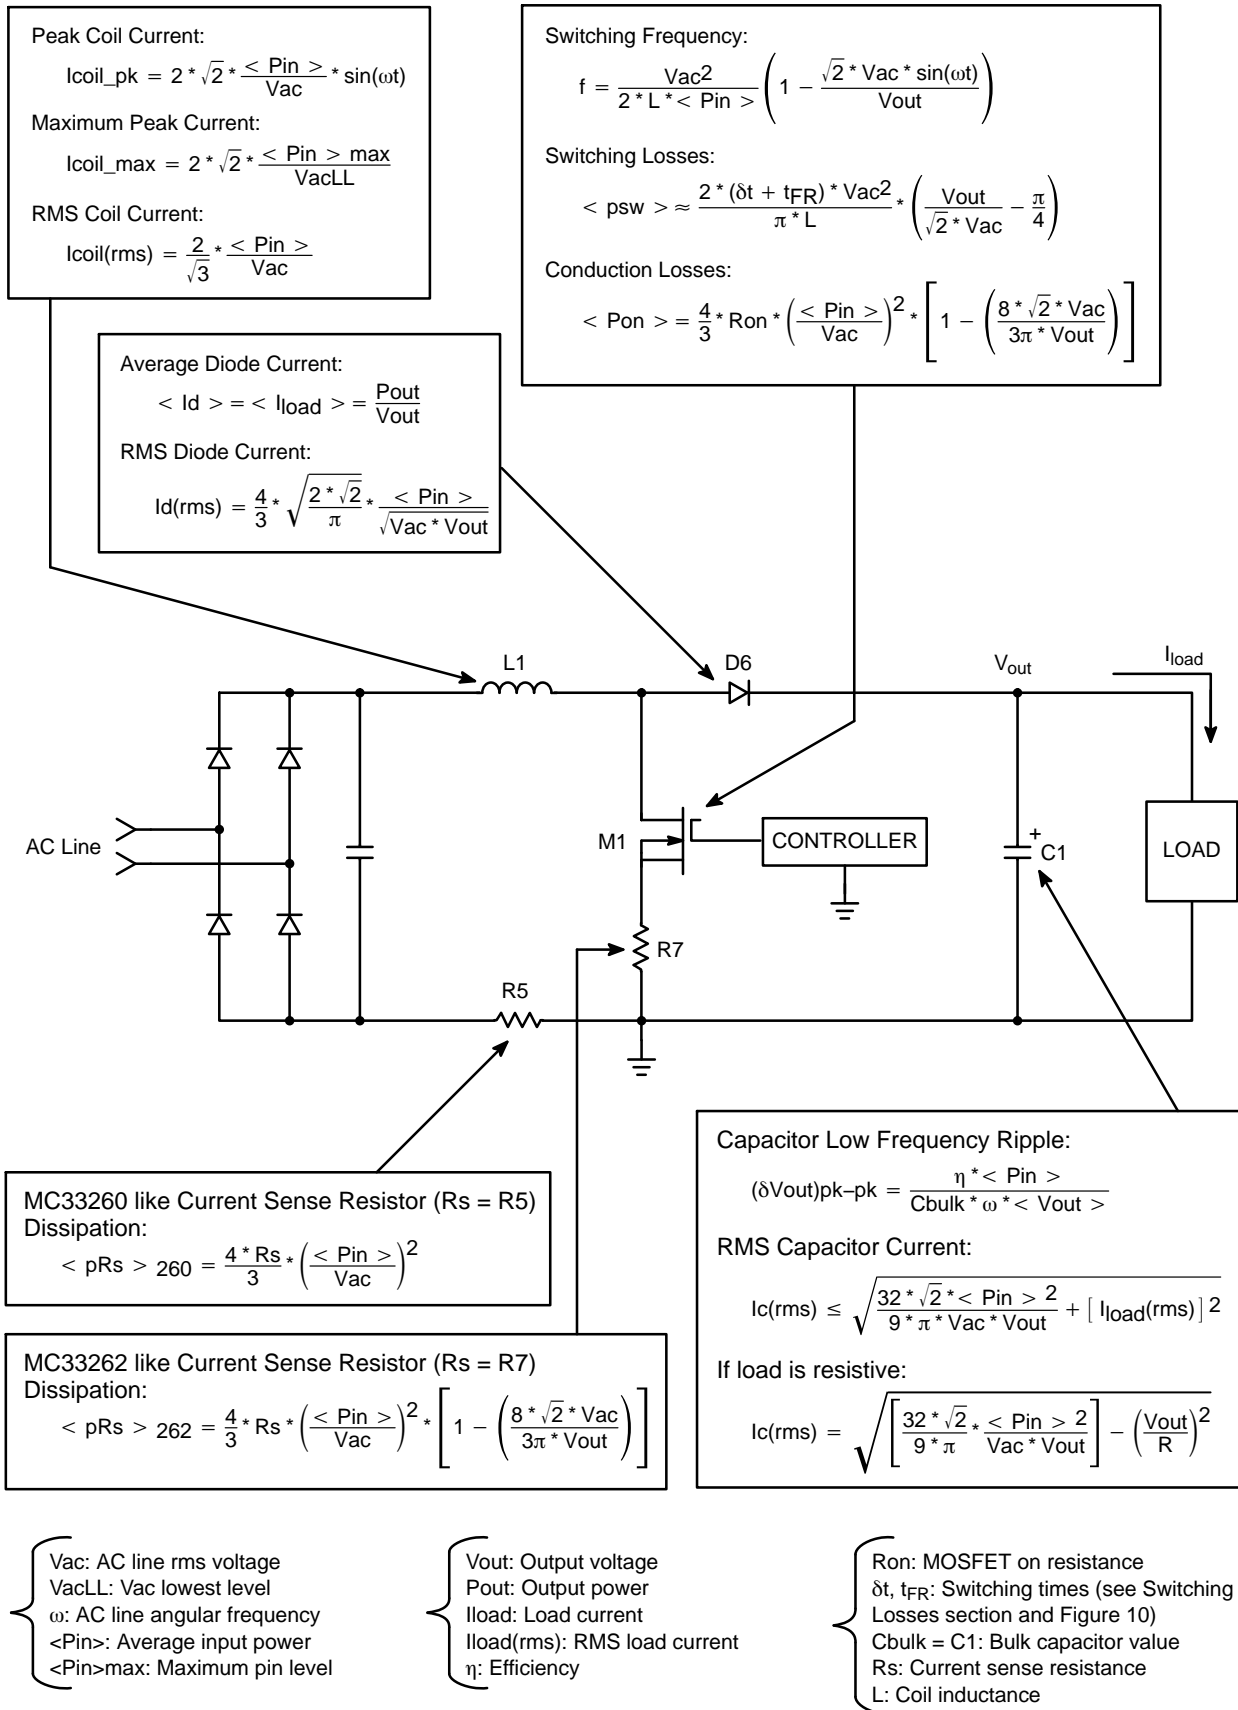 Peak Coil Current:
Icoil_pk = 2 * √2 * < Pin > / Vac * sin(ωt)
Maximum Peak Current:
Icoil_max = 2 * √2 * < Pin > max / VacLL
RMS Coil Current:
Icoil(rms) = 2 / √3 * < Pin > / Vac
Switching Frequency:
f = Vac2 / 2 * L * < Pin > (1 − √2 * Vac * sin(ωt) / Vout)
Switching Losses:
< psw > ≈ 2 * (δt + tFR) * Vac2 / π * L * (Vout / √2 * Vac − π / 4)
Conduction Losses:
< Pon > = 4 / 3 * Ron * (< Pin > / Vac)2 * [1 − (8 * √2 * Vac / 3π * Vout)]
Average Diode Current:
< Id > = < Iload > = Pout / Vout
RMS Diode Current:
Id(rms) = 4 / 3 * √(2 * √2 / π) * < Pin > / √(Vac * Vout)
L1
D6
Vout
Iload
AC Line
M1
CONTROLLER
+
C1
LOAD
R7
R5
MC33260 like Current Sense Resistor (Rs = R5)
Dissipation:
< pRs > 260 = 4 * Rs / 3 * (< Pin > / Vac)2
MC33262 like Current Sense Resistor (Rs = R7)
Dissipation:
< pRs > 262 = 4 / 3 * Rs * (< Pin > / Vac)2 * [1 − (8 * √2 * Vac / 3π * Vout)]
Capacitor Low Frequency Ripple:
(δVout)pk–pk = η * < Pin > / Cbulk * ω * < Vout >
RMS Capacitor Current:
Ic(rms) ≤ √(32 * √2 * < Pin > 2 / 9 * π * Vac * Vout + [ Iload(rms) ] 2)
If load is resistive:
Ic(rms) = √([32 * √2 / 9 * π * < Pin > 2 / Vac * Vout] − (Vout / R)2)
Vac: AC line rms voltage
VacLL: Vac lowest level
ω: AC line angular frequency
<Pin>: Average input power
<Pin>max: Maximum pin level
Vout: Output voltage
Pout: Output power
Iload: Load current
Iload(rms): RMS load current
η: Efficiency
Ron: MOSFET on resistance
δt, tFR: Switching times (see Switching
Losses section and Figure 10)
Cbulk = C1: Bulk capacitor value
Rs: Current sense resistance
L: Coil inductance